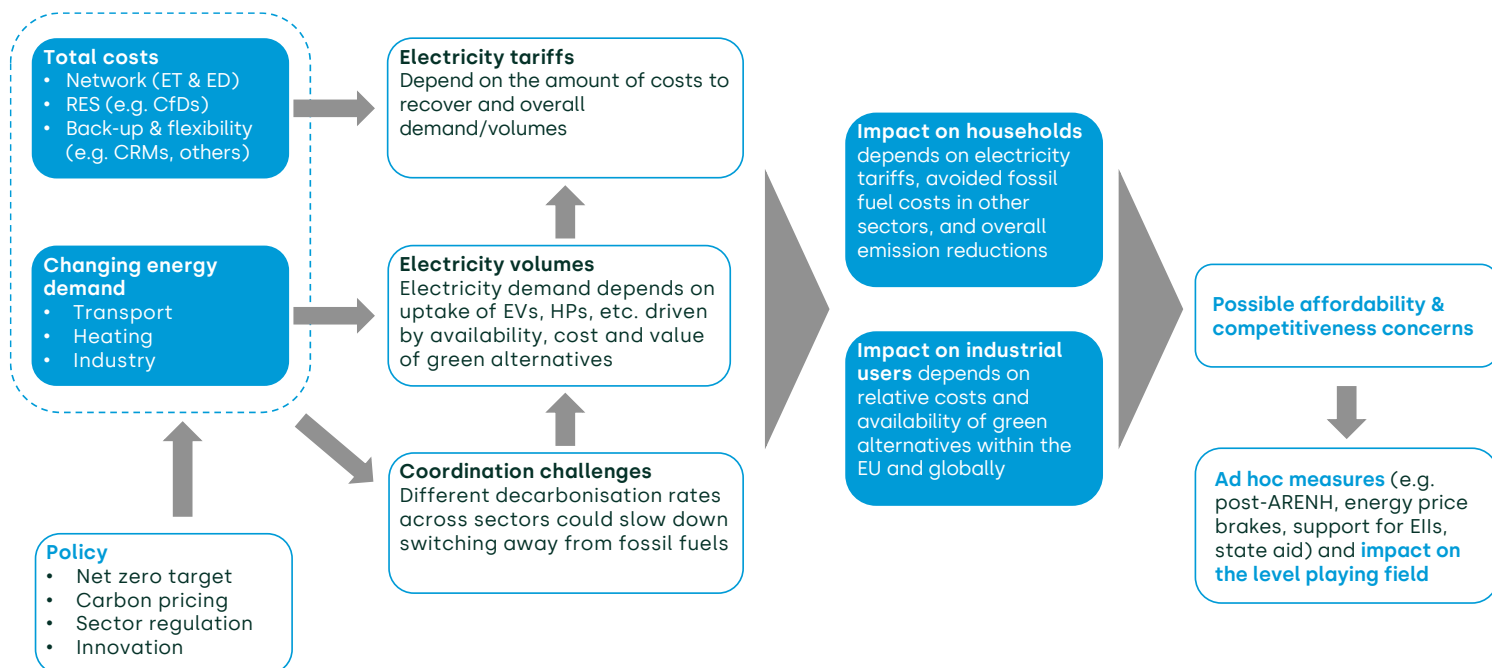 Total costs
• Network (ET & ED)
• RES (e.g. CfDs)
• Back-up & flexibility
(e.g. CRMs, others)
Changing energy
demand
• Transport
• Heating
• Industry
Policy
• Net zero target
• Carbon pricing
• Sector regulation
• Innovation
Electricity tariffs
Depend on the amount of costs to
recover and overall
demand/volumes
Electricity volumes
Electricity demand depends on
uptake of EVs, HPs, etc. driven
by availability, cost and value
of green alternatives
Coordination challenges
Different decarbonisation rates
across sectors could slow down
switching away from fossil fuels
Impact on households
depends on electricity
tariffs, avoided fossil
fuel costs in other
sectors, and overall
emission reductions
Impact on industrial
users depends on
relative costs and
availability of green
alternatives within the
EU and globally
Possible affordability &
competitiveness concerns
Ad hoc measures (e.g.
post-ARENH, energy price
brakes, support for EIIs,
state aid) and impact on
the level playing field